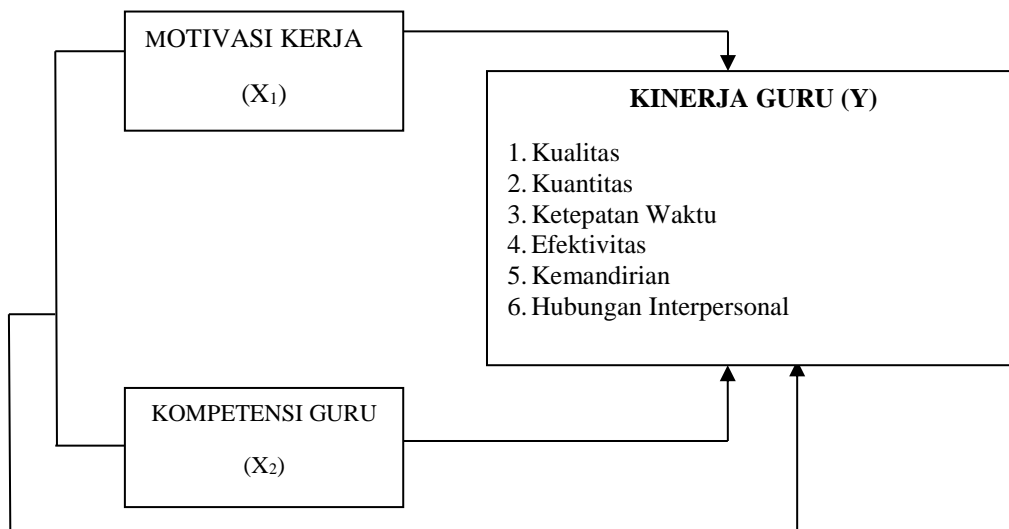 MOTIVASI KERJA
(X₁)
KINERJA GURU (Y)
1. Kualitas
2. Kuantitas
3. Ketepatan Waktu
4. Efektivitas
5. Kemandirian
6. Hubungan Interpersonal
KOMPETENSI GURU
(X₂)